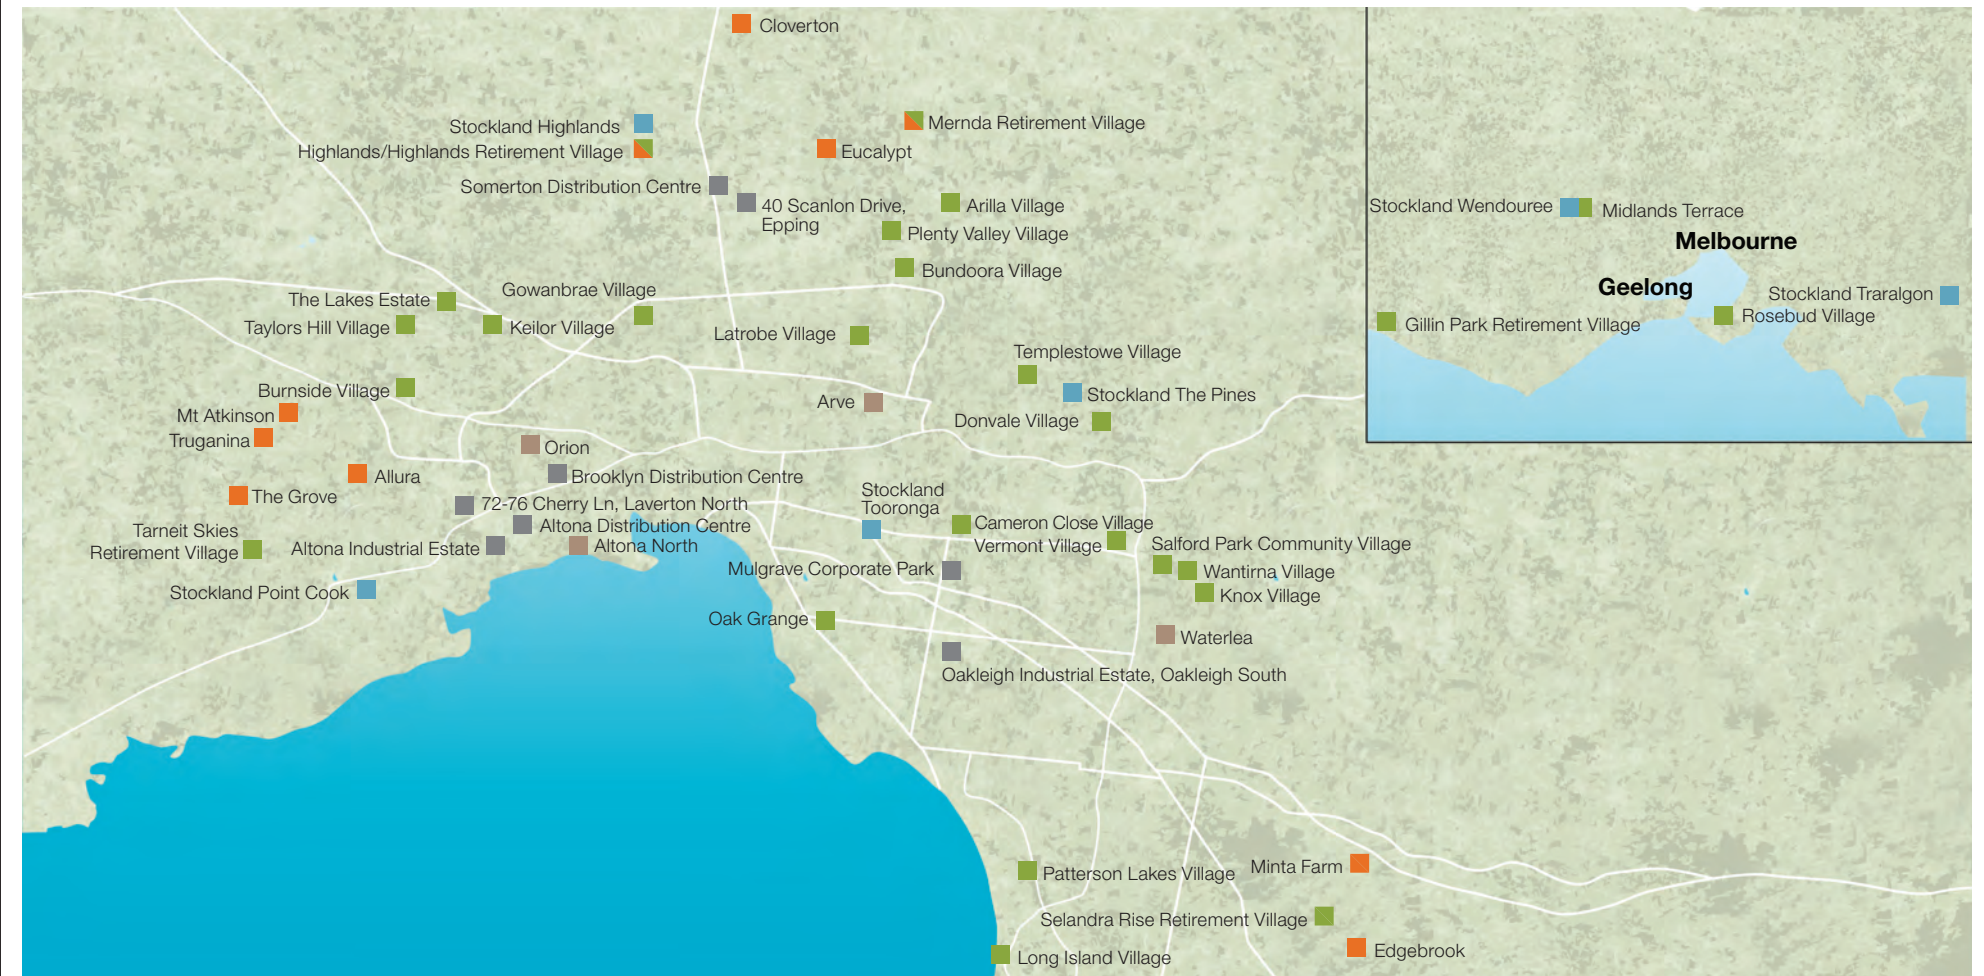 Cloverton
Stockland Highlands
Mernda Retirement Village
Highlands/Highlands Retirement Village
Eucalypt
Somerton Distribution Centre
40 Scanlon Drive,
Epping
Arilla Village
Plenty Valley Village
Bundoora Village
Gowanbrae Village
The Lakes Estate
Taylors Hill Village
Keilor Village
Latrobe Village
Templestowe Village
Burnside Village
Stockland The Pines
Arve
Mt Atkinson
Donvale Village
Truganina
Orion
Allura
Brooklyn Distribution Centre
The Grove
72-76 Cherry Ln, Laverton North
Stockland
Tooronga
Altona Distribution Centre
Cameron Close Village
Tarneit Skies
Retirement Village
Altona Industrial Estate
Altona North
Vermont Village
Salford Park Community Village
Mulgrave Corporate Park
Wantirna Village
Stockland Point Cook
Knox Village
Oak Grange
Waterlea
Oakleigh Industrial Estate, Oakleigh South
Patterson Lakes Village
Minta Farm
Selandra Rise Retirement Village
Edgebrook
Long Island Village
Stockland Wendouree
Midlands Terrace
Melbourne
Geelong
Stockland Traralgon
Rosebud Village
Gillin Park Retirement Village